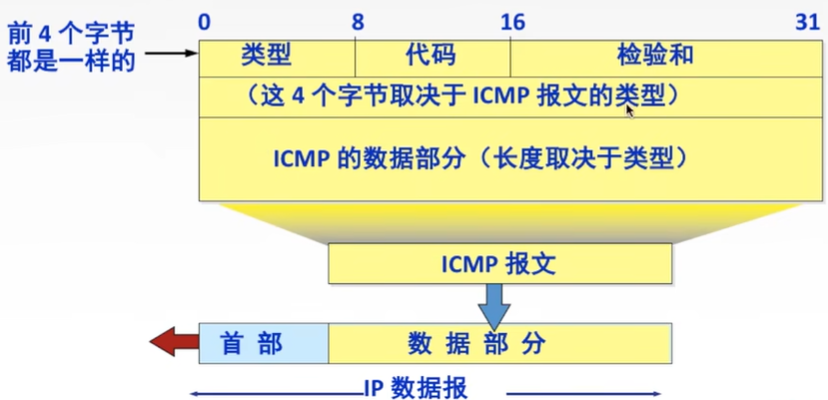 0 8 16 31
前 4 个字节
都是一样的
类型 代码 检验和
（这 4 个字节取决于 ICMP 报文的类型）
ICMP 的数据部分（长度取决于类型）
ICMP 报文
首 部 数 据 部 分
IP 数据报